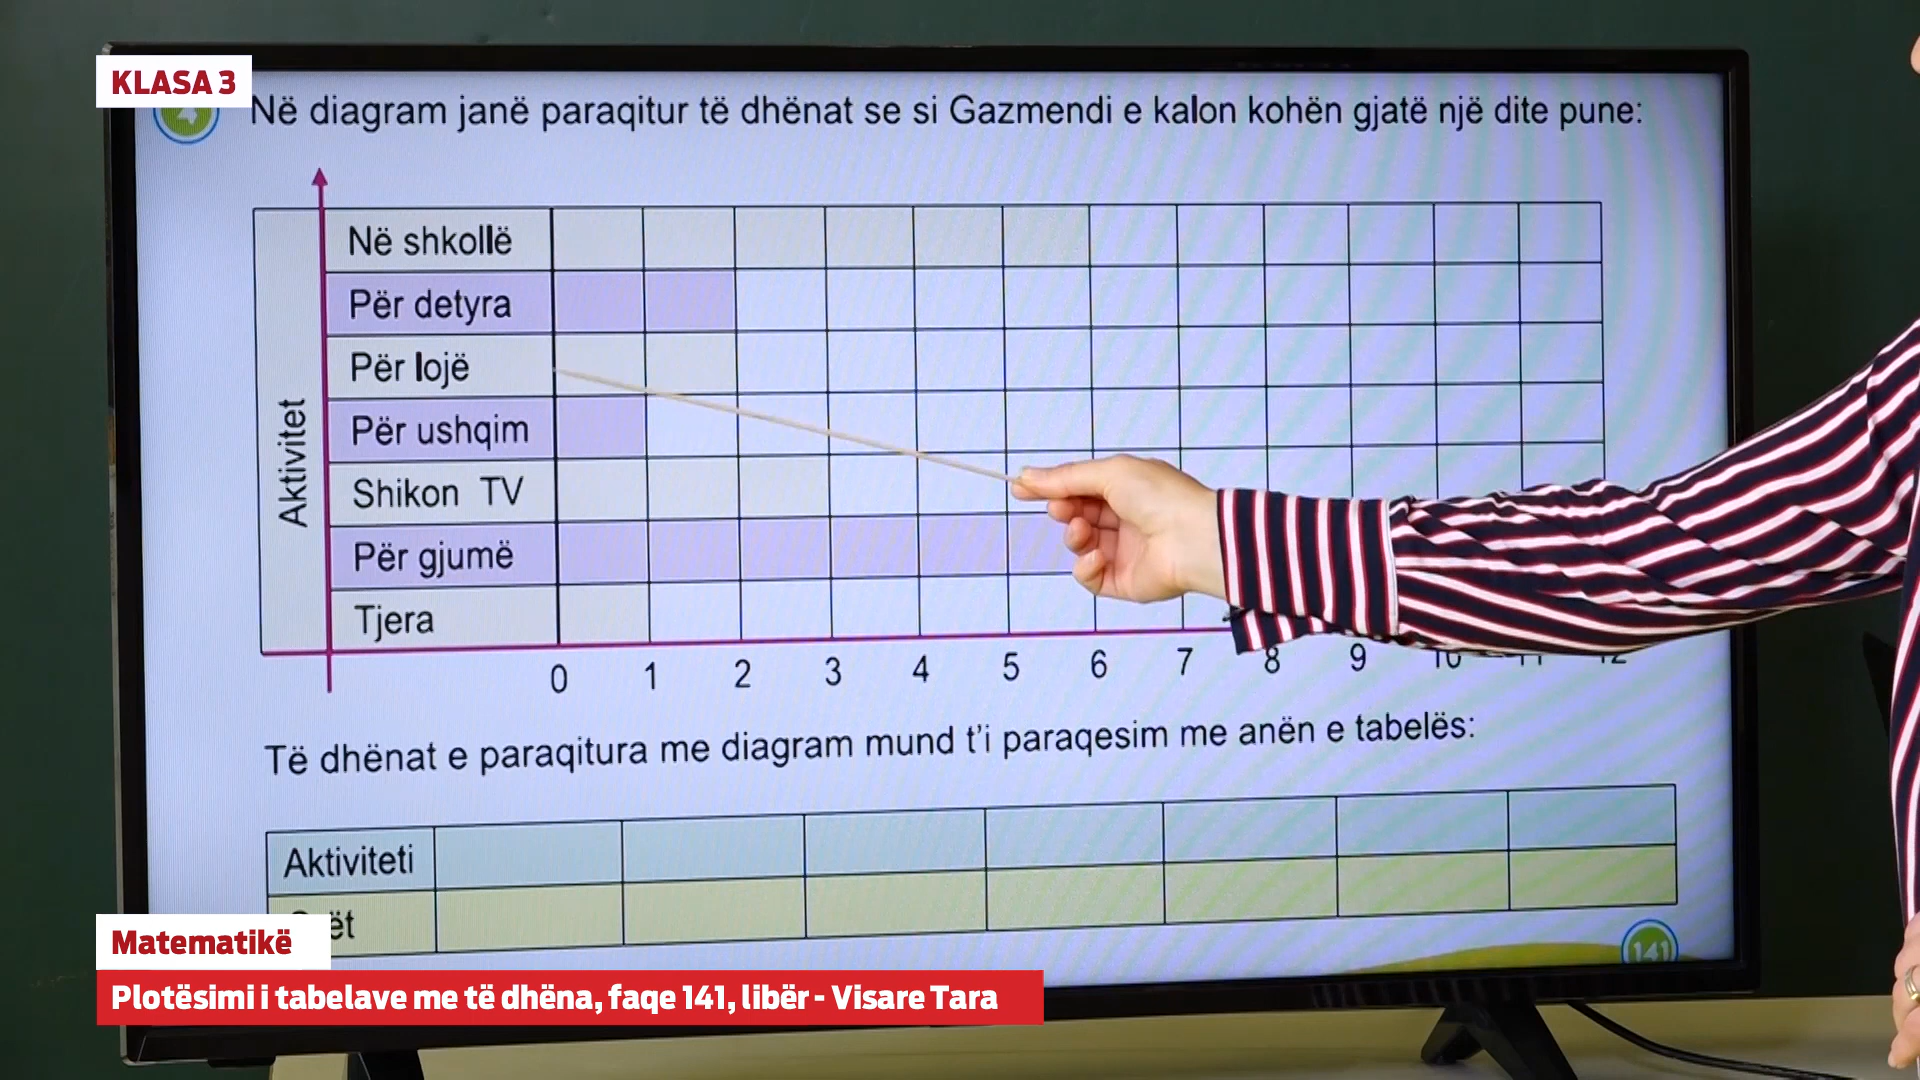 KLASA 3
Në diagram janë paraqitur të dhënat se si Gazmendi e kalon kohën gjatë një dite pune:
Aktivitet
Në shkollë
Për detyra
Për lojë
Për ushqim
Shikon TV
Për gjumë
Tjera
0 1 2 3 4 5 6 7 8 9 10 11 12
Të dhënat e paraqitura me diagram mund t'i paraqesim me anën e tabelës:
Aktiviteti
141
Matematikë
Plotësimi i tabelave me të dhëna, faqe 141, libër - Visare Tara